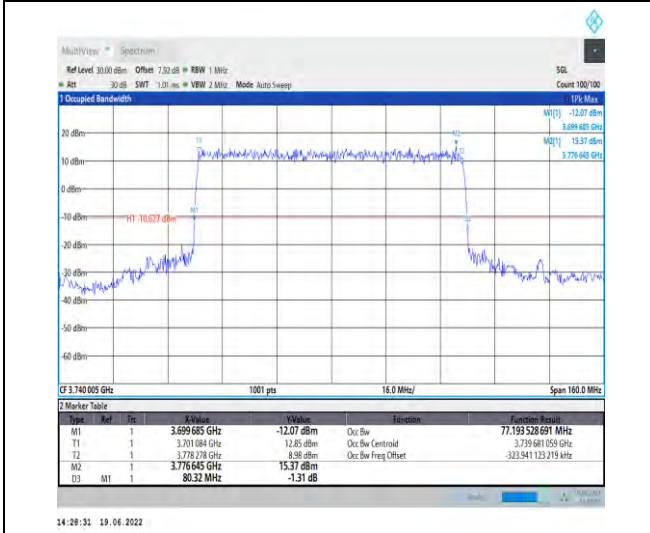 MultiView Spectrum
Ref Level 30.00 dBm Offset 7.92 dB RBW 1 MHz SGL
Att 30 dB SWT 1.01 ms VBW 2 MHz Mode Auto Sweep Count 100/100
1 Occupied Bandwidth 1Pk Max
M1[1] -12.07 dBm
3.699 685 GHz
M2[1] 15.37 dBm
3.776 645 GHz
20 dBm
M2
T1
T2
10 dBm
0 dBm
M1
-10 dBm
H1 -10.627 dBm
-20 dBm
-30 dBm
-40 dBm
-50 dBm
-60 dBm
CF 3.740 005 GHz 1001 pts 16.0 MHz/ Span 160.0 MHz
2 Marker Table
Type Ref Trc X-Value Y-Value Function Function Result
M1 1 3.699 685 GHz -12.07 dBm Occ Bw 77.193 528 691 MHz
T1 1 3.701 084 GHz 12.85 dBm Occ Bw Centroid 3.739 681 059 GHz
T2 1 3.778 278 GHz 8.98 dBm Occ Bw Freq Offset -323.941 123 219 kHz
M2 1 3.776 645 GHz 15.37 dBm
D3 M1 1 80.32 MHz -1.31 dB
14:28:31 19.06.2022